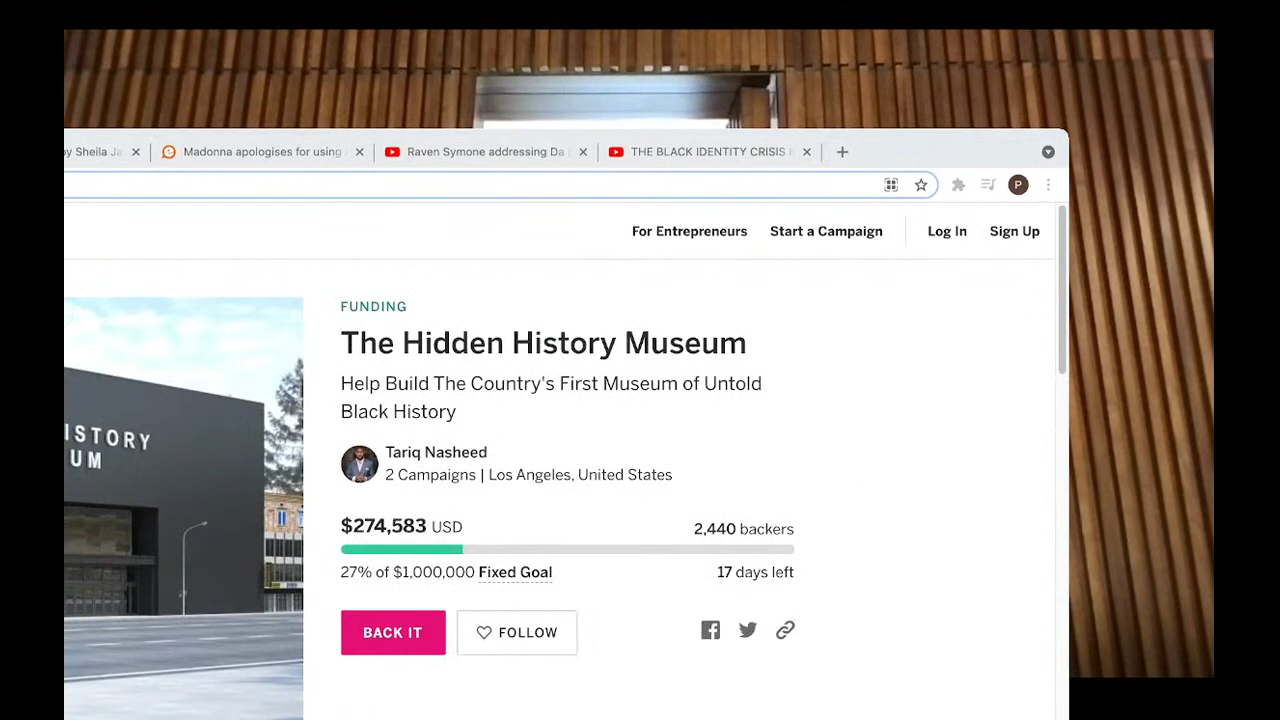 by Sheila Ja
Madonna apologises for using
Raven Symone addressing Da
THE BLACK IDENTITY CRISIS
P
For Entrepreneurs
Start a Campaign
Log In
Sign Up
FUNDING
The Hidden History Museum
Help Build The Country's First Museum of Untold
Black History
Tariq Nasheed
2 Campaigns | Los Angeles, United States
$274,583 USD
2,440 backers
27% of $1,000,000 Fixed Goal
17 days left
BACK IT
FOLLOW
ISTORY
UM